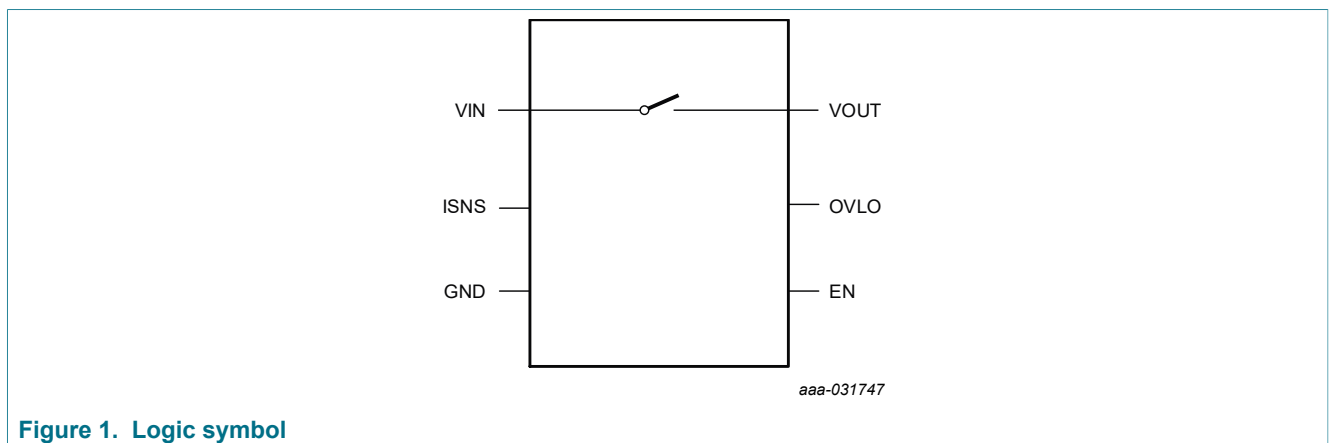 VIN
VOUT
ISNS
OVLO
GND
EN
aaa-031747
Figure 1. Logic symbol